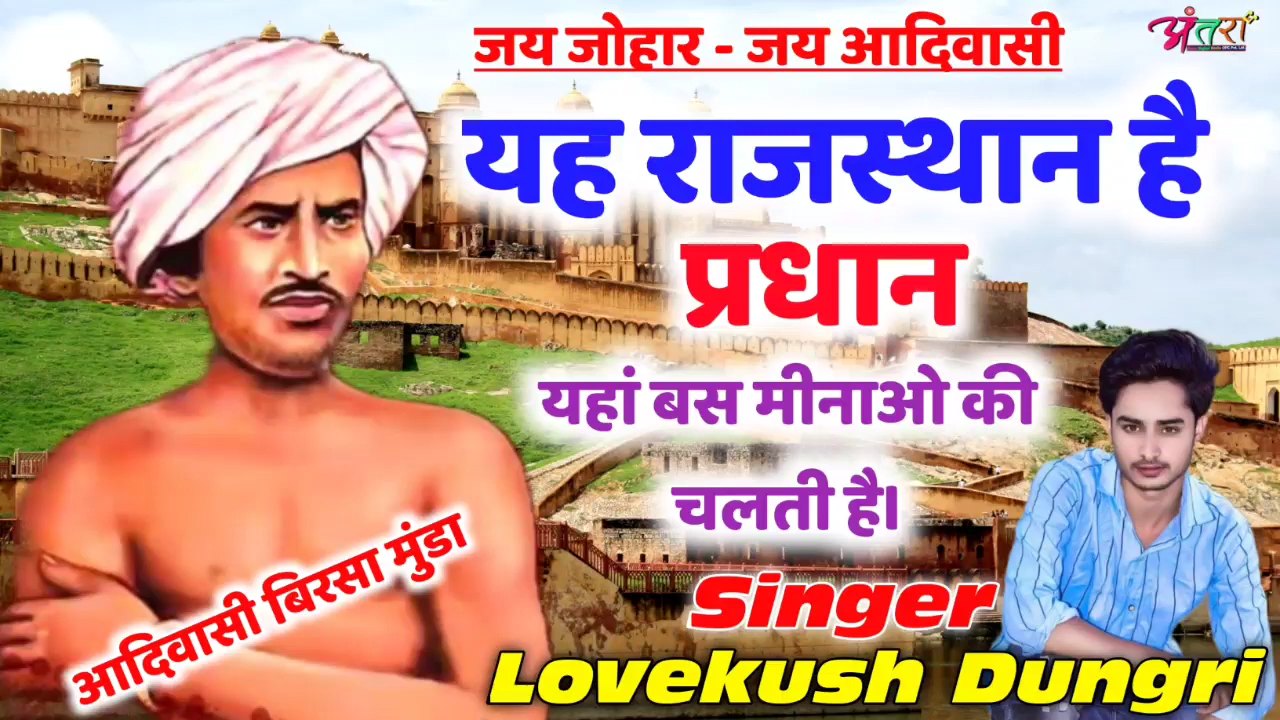 जय जोहार - जय आदिवासी
अंतरा
यह राजस्थान है
प्रधान
यहां बस मीनाओ की
चलती है।
आदिवासी बिरसा मुंडा
Singer
Lovekush Dungri